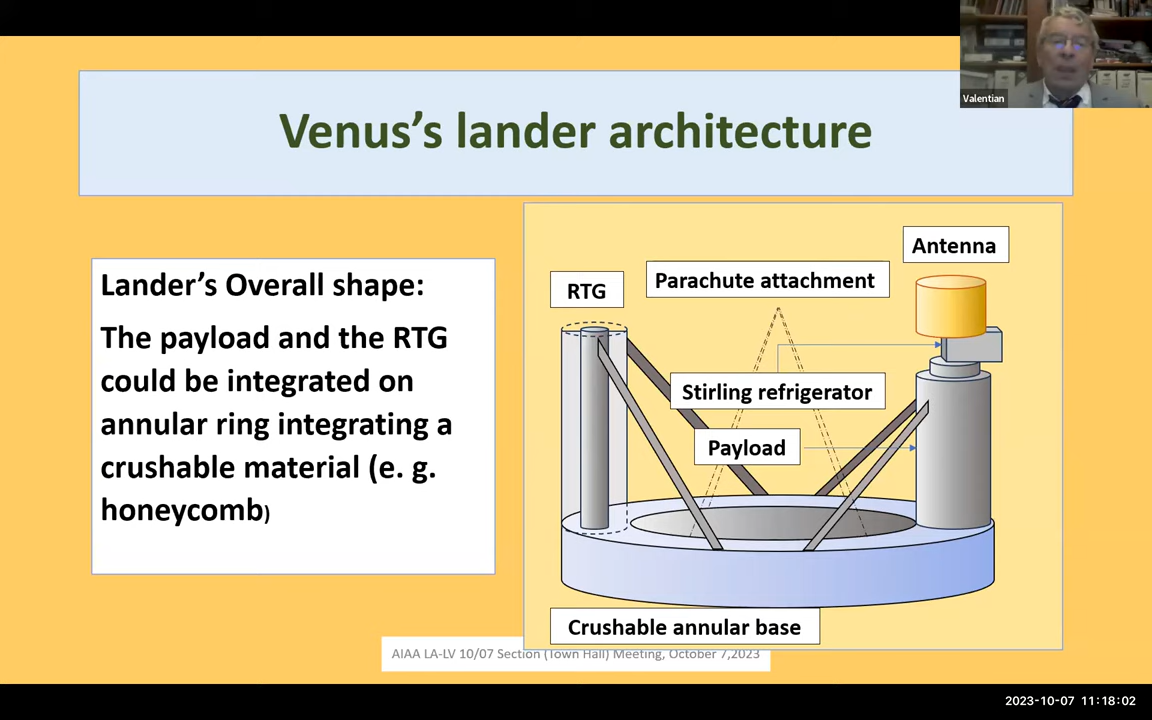 Valentian
Venus’s lander architecture
Lander’s Overall shape:
The payload and the RTG
could be integrated on
annular ring integrating a
crushable material (e. g.
honeycomb)
Antenna
Parachute attachment
RTG
Stirling refrigerator
Payload
Crushable annular base
AIAA LA-LV 10/07 Section (Town Hall) Meeting, October 7,2023
2023-10-07 11:18:02